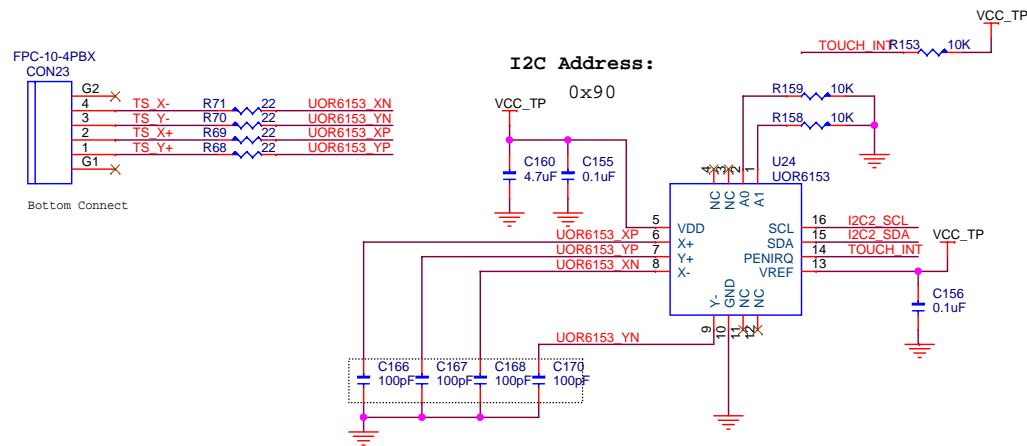 VCC_TP
TOUCH_INT R153 10K
FPC-10-4PBX
CON23
G2
4 TS_X- R71 22 UOR6153_XN
3 TS_Y- R70 22 UOR6153_YN
2 TS_X+ R69 22 UOR6153_XP
1 TS_Y+ R68 22 UOR6153_YP
G1
Bottom Connect
I2C Address:
0x90
VCC_TP
C160
4.7uF
C155
0.1uF
R159 10K
R158 10K
U24
UOR6153
4 3 2 1
NC NC A0 A1
5 VDD
UOR6153_XP 6 X+
UOR6153_YP 7 Y+
UOR6153_XN 8 X-
SCL 16 I2C2_SCL
SDA 15 I2C2_SDA
PENIRQ 14 TOUCH_INT
VREF 13
VCC_TP
C156
0.1uF
Y- GND NC NC
9 10 11 12
UOR6153_YN
C166
100pF
C167
100pF
C168
100pF
C170
100pF